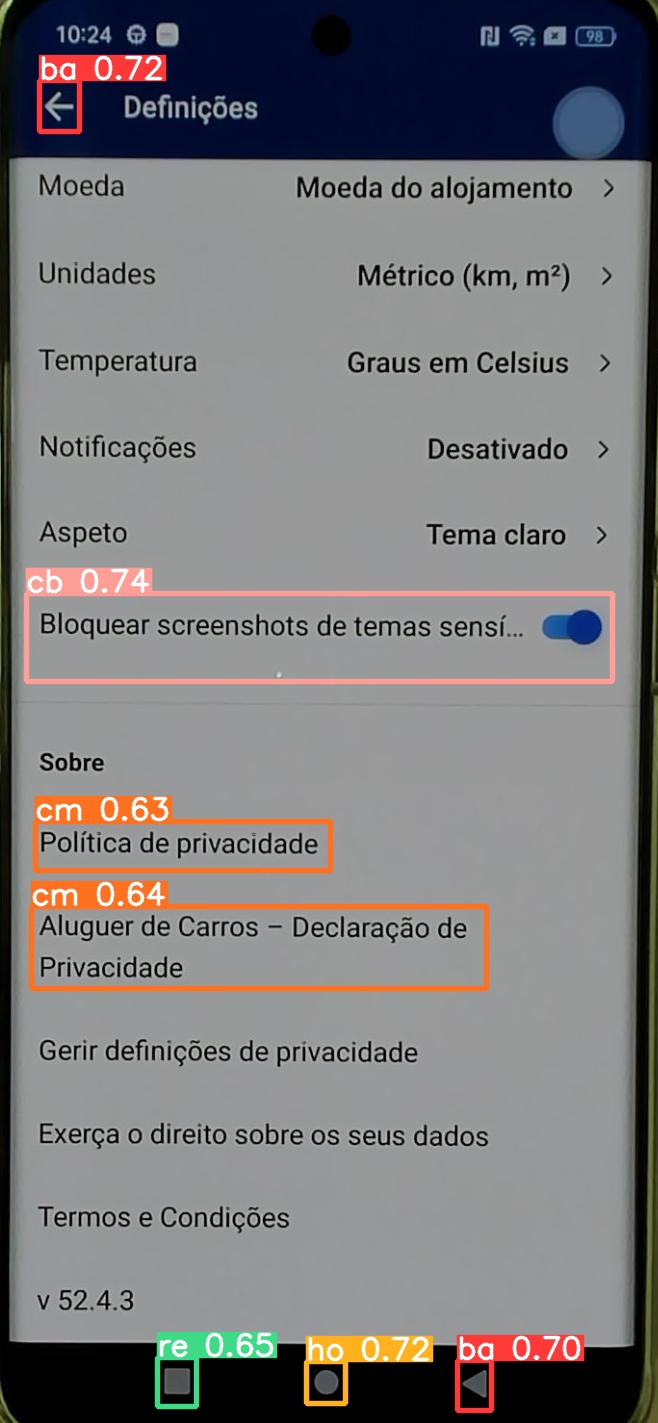 10:24 98
ba 0.72
Definições
Moeda Moeda do alojamento
Unidades Métrico (km, m²)
Temperatura Graus em Celsius
Notificações Desativado
Aspeto Tema claro
cb 0.74
Bloquear screenshots de temas sensí...
Sobre
cm 0.63
Política de privacidade
cm 0.64
Aluguer de Carros – Declaração de
Privacidade
Gerir definições de privacidade
Exerça o direito sobre os seus dados
Termos e Condições
v 52.4.3
re 0.65 ho 0.72 ba 0.70